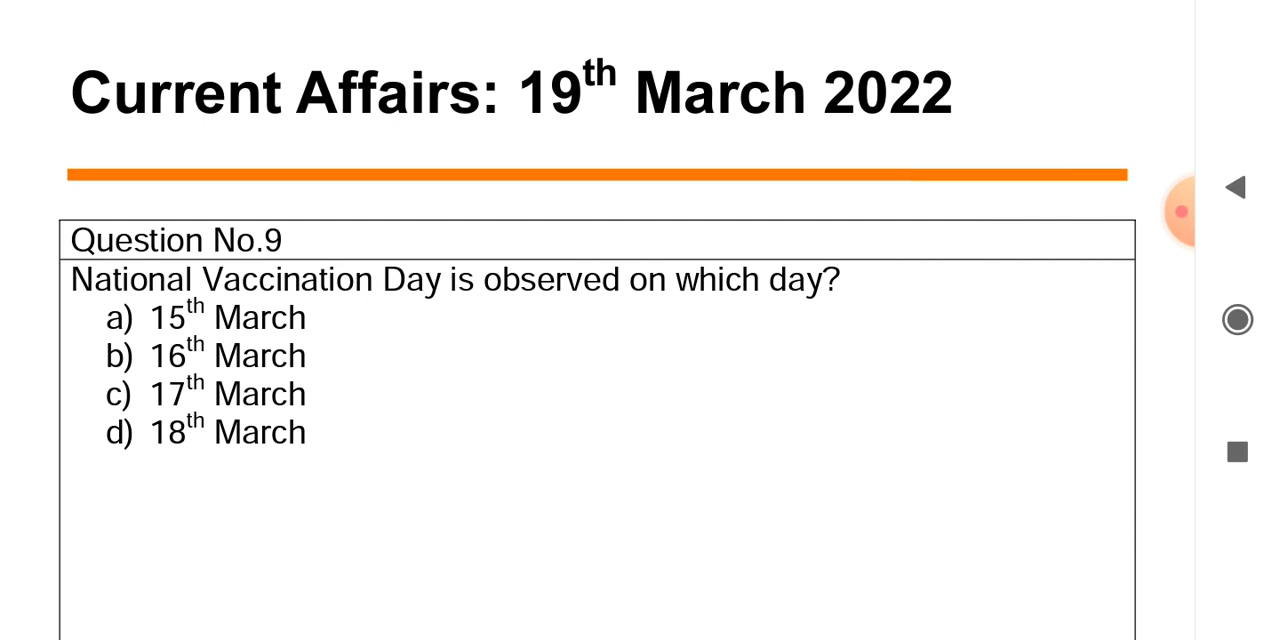 Current Affairs: 19th March 2022
Question No.9
National Vaccination Day is observed on which day?
a) 15th March
b) 16th March
c) 17th March
d) 18th March